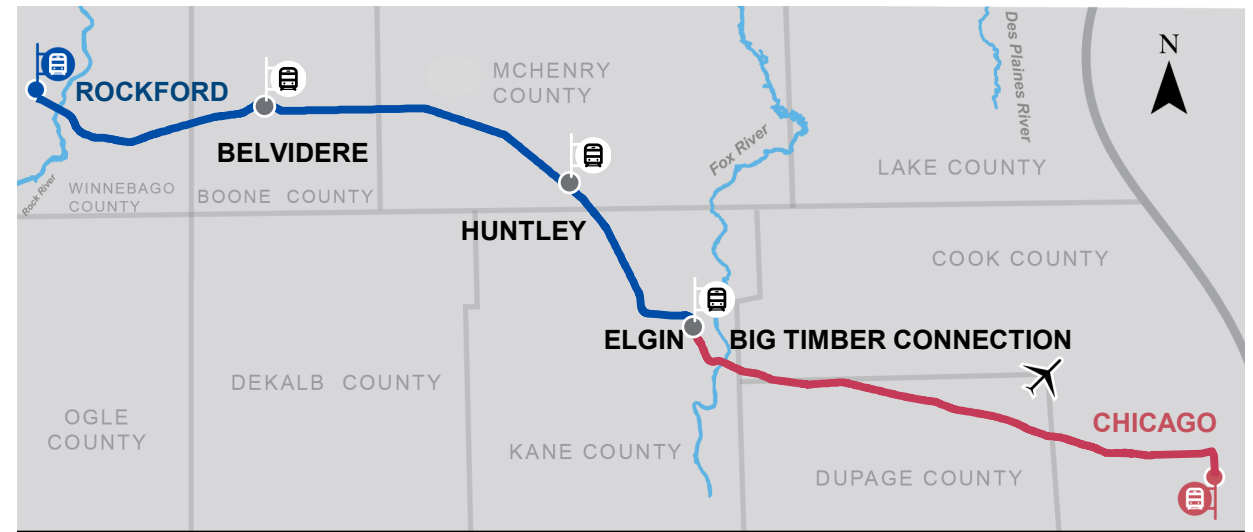 Des Plaines River
N
ROCKFORD
MCHENRY
COUNTY
Fox River
BELVIDERE
LAKE COUNTY
Rock River
WINNEBAGO
COUNTY
BOONE COUNTY
HUNTLEY
COOK COUNTY
ELGIN
BIG TIMBER CONNECTION
DEKALB COUNTY
OGLE
COUNTY
CHICAGO
KANE COUNTY
DUPAGE COUNTY